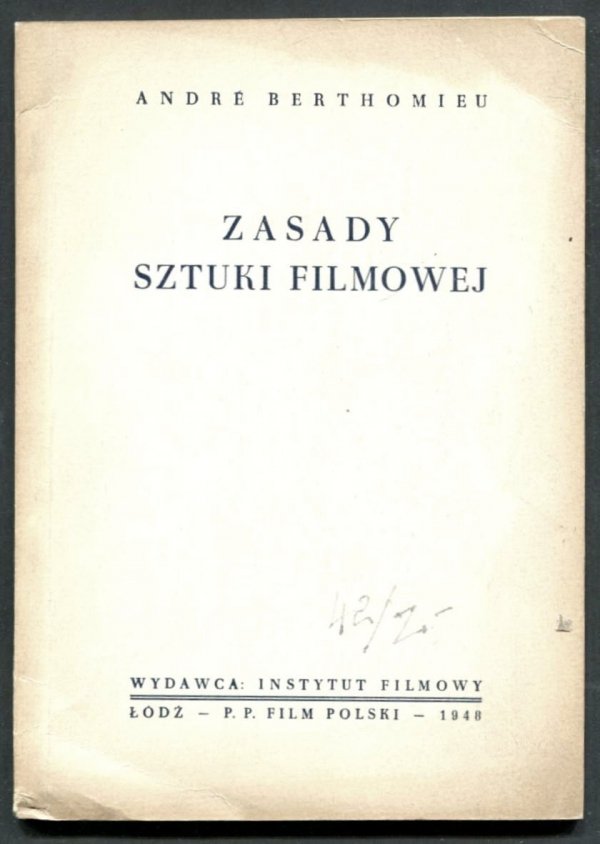 ANDRÉ BERTHOMIEU
ZASADY
SZTUKI FILMOWEJ
WYDAWCA: INSTYTUT FILMOWY
ŁÓDŹ – P. P. FILM POLSKI – 1948